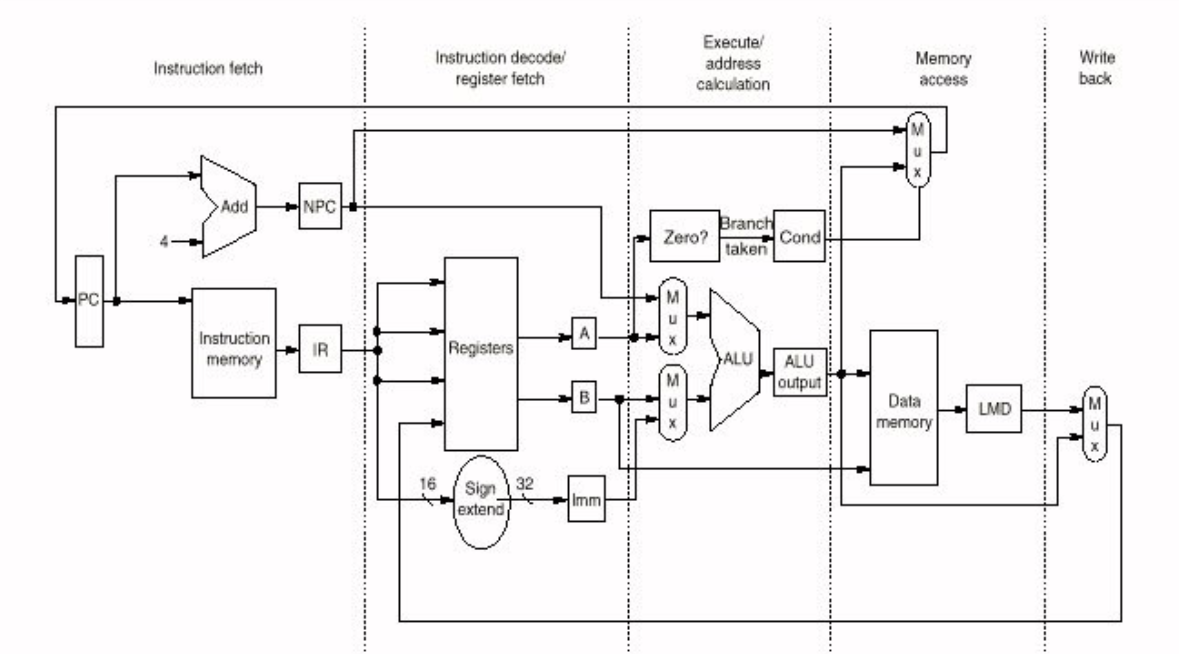 Instruction fetch
Instruction decode/
register fetch
Execute/
address
calculation
Memory
access
Write
back
M
u
x
Add
NPC
4
Zero?
Branch
taken
Cond
PC
Instruction
memory
IR
Registers
A
B
M
u
x
M
u
x
ALU
ALU
output
Data
memory
LMD
M
u
x
16
Sign
extend
32
Imm